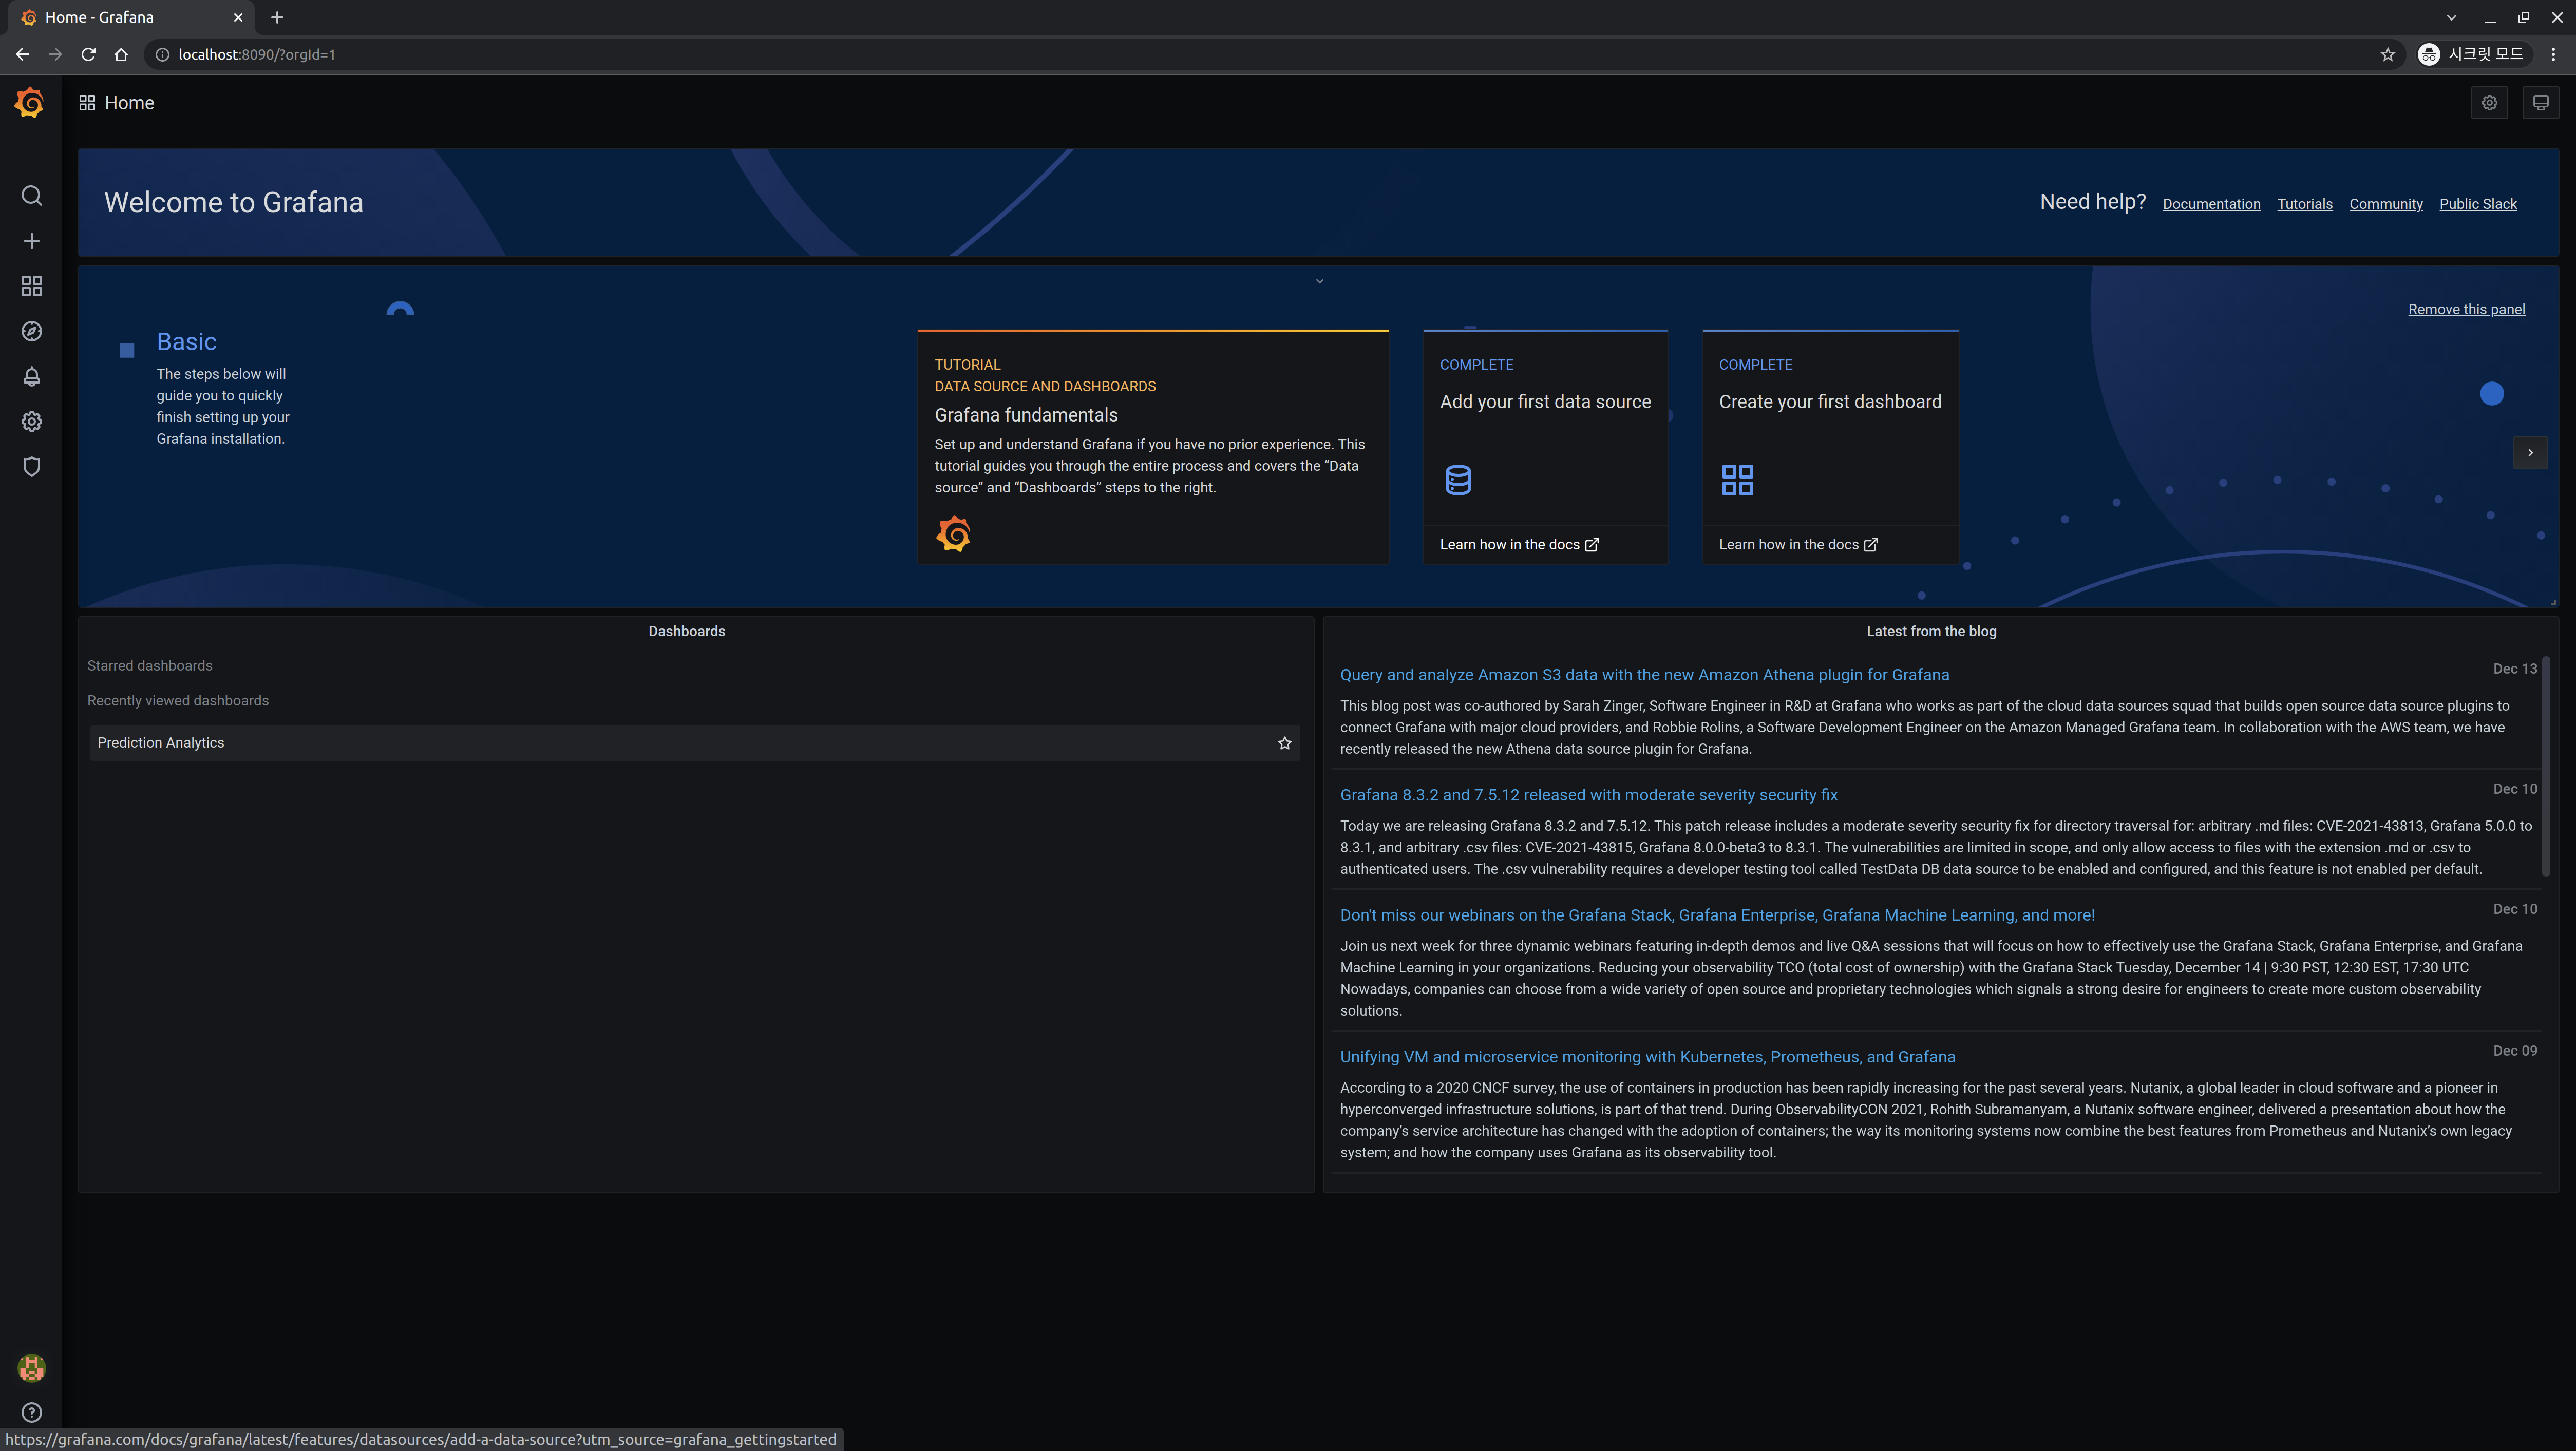 Home - Grafana
localhost:8090/?orgId=1
시크릿 모드
Home
Welcome to Grafana
Need help? Documentation Tutorials Community Public Slack
Remove this panel
Basic
The steps below will
guide you to quickly
finish setting up your
Grafana installation.
TUTORIAL
DATA SOURCE AND DASHBOARDS
Grafana fundamentals
Set up and understand Grafana if you have no prior experience. This
tutorial guides you through the entire process and covers the “Data
source” and “Dashboards” steps to the right.
COMPLETE
Add your first data source
Learn how in the docs
COMPLETE
Create your first dashboard
Learn how in the docs
Dashboards
Starred dashboards
Recently viewed dashboards
Prediction Analytics
Latest from the blog
Query and analyze Amazon S3 data with the new Amazon Athena plugin for Grafana
Dec 13
This blog post was co-authored by Sarah Zinger, Software Engineer in R&D at Grafana who works as part of the cloud data sources squad that builds open source data source plugins to
connect Grafana with major cloud providers, and Robbie Rolins, a Software Development Engineer on the Amazon Managed Grafana team. In collaboration with the AWS team, we have
recently released the new Athena data source plugin for Grafana.
Grafana 8.3.2 and 7.5.12 released with moderate severity security fix
Dec 10
Today we are releasing Grafana 8.3.2 and 7.5.12. This patch release includes a moderate severity security fix for directory traversal for: arbitrary .md files: CVE-2021-43813, Grafana 5.0.0 to
8.3.1, and arbitrary .csv files: CVE-2021-43815, Grafana 8.0.0-beta3 to 8.3.1. The vulnerabilities are limited in scope, and only allow access to files with the extension .md or .csv to
authenticated users. The .csv vulnerability requires a developer testing tool called TestData DB data source to be enabled and configured, and this feature is not enabled per default.
Don't miss our webinars on the Grafana Stack, Grafana Enterprise, Grafana Machine Learning, and more!
Dec 10
Join us next week for three dynamic webinars featuring in-depth demos and live Q&A sessions that will focus on how to effectively use the Grafana Stack, Grafana Enterprise, and Grafana
Machine Learning in your organizations. Reducing your observability TCO (total cost of ownership) with the Grafana Stack Tuesday, December 14 | 9:30 PST, 12:30 EST, 17:30 UTC
Nowadays, companies can choose from a wide variety of open source and proprietary technologies which signals a strong desire for engineers to create more custom observability
solutions.
Unifying VM and microservice monitoring with Kubernetes, Prometheus, and Grafana
Dec 09
According to a 2020 CNCF survey, the use of containers in production has been rapidly increasing for the past several years. Nutanix, a global leader in cloud software and a pioneer in
hyperconverged infrastructure solutions, is part of that trend. During ObservabilityCON 2021, Rohith Subramanyam, a Nutanix software engineer, delivered a presentation about how the
company’s service architecture has changed with the adoption of containers; the way its monitoring systems now combine the best features from Prometheus and Nutanix’s own legacy
system; and how the company uses Grafana as its observability tool.
https://grafana.com/docs/grafana/latest/features/datasources/add-a-data-source?utm_source=grafana_gettingstarted